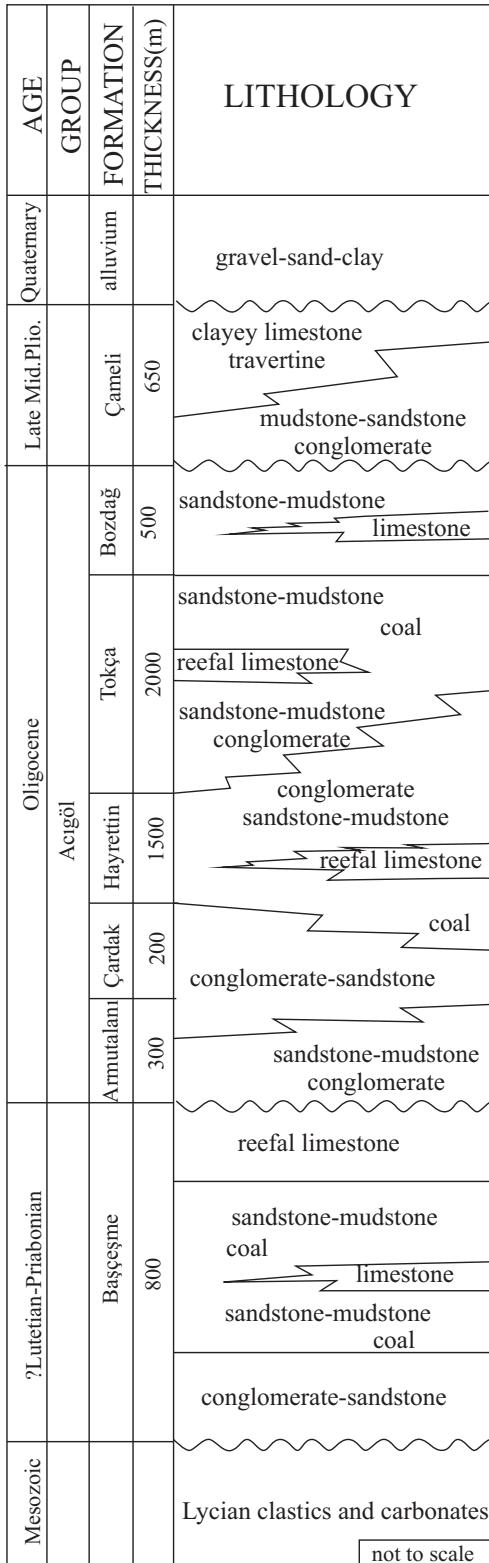 AGE
GROUP
FORMATION
THICKNESS(m)
LITHOLOGY
Quaternary
alluvium
gravel-sand-clay
Late Mid.Plio.
Çameli
650
clayey limestone
travertine
mudstone-sandstone
conglomerate
Oligocene
Acıgöl
Bozdağ
500
sandstone-mudstone
limestone
Tokça
2000
sandstone-mudstone
coal
reefal limestone
sandstone-mudstone
conglomerate
Hayrettin
1500
conglomerate
sandstone-mudstone
reefal limestone
coal
Çardak
200
conglomerate-sandstone
Armutalanı
300
sandstone-mudstone
conglomerate
?Lutetian-Priabonian
Başçeşme
800
reefal limestone
sandstone-mudstone
coal
limestone
sandstone-mudstone
coal
conglomerate-sandstone
Mesozoic
Lycian clastics and carbonates
not to scale